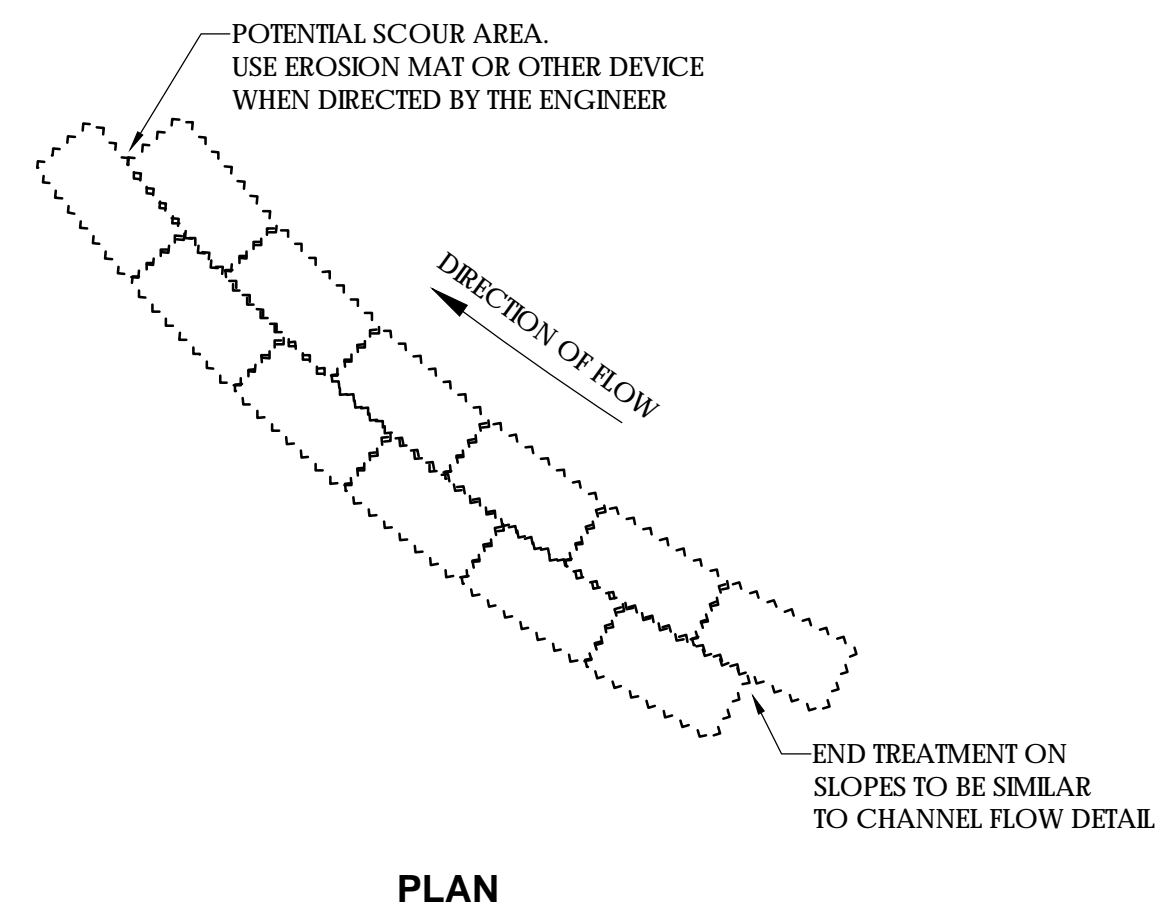 POTENTIAL SCOUR AREA.
USE EROSION MAT OR OTHER DEVICE
WHEN DIRECTED BY THE ENGINEER
DIRECTION OF FLOW
END TREATMENT ON
SLOPES TO BE SIMILAR
TO CHANNEL FLOW DETAIL
PLAN